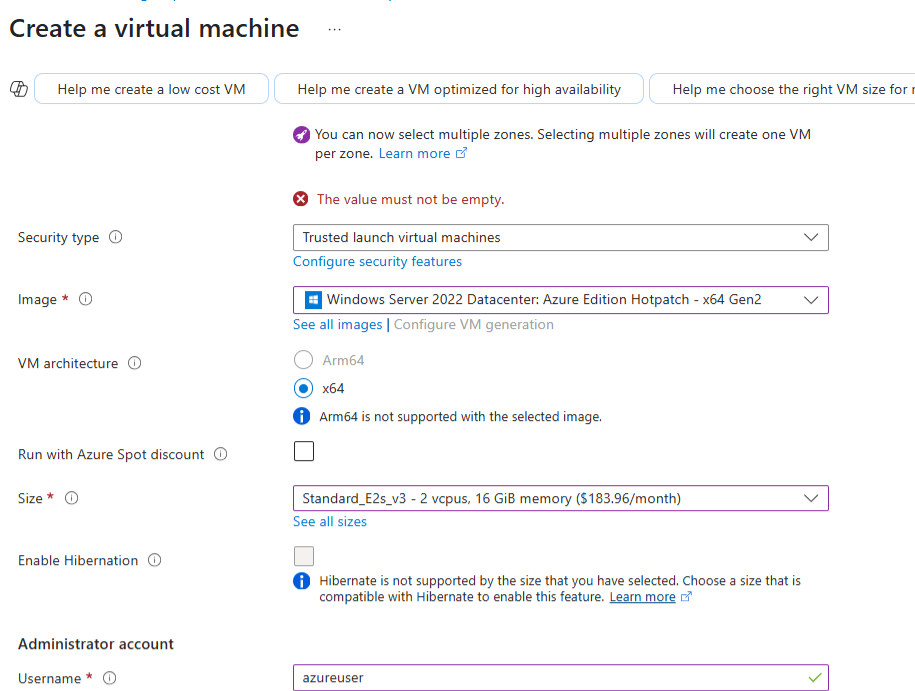 Create a virtual machine ...
Help me create a low cost VM
Help me create a VM optimized for high availability
Help me choose the right VM size for
You can now select multiple zones. Selecting multiple zones will create one VM
per zone. Learn more
The value must not be empty.
Security type
Trusted launch virtual machines
Configure security features
Image *
Windows Server 2022 Datacenter: Azure Edition Hotpatch - x64 Gen2
See all images | Configure VM generation
VM architecture
Arm64
x64
Arm64 is not supported with the selected image.
Run with Azure Spot discount
Size *
Standard_E2s_v3 - 2 vcpus, 16 GiB memory ($183.96/month)
See all sizes
Enable Hibernation
Hibernate is not supported by the size that you have selected. Choose a size that is
compatible with Hibernate to enable this feature. Learn more
Administrator account
Username *
azureuser